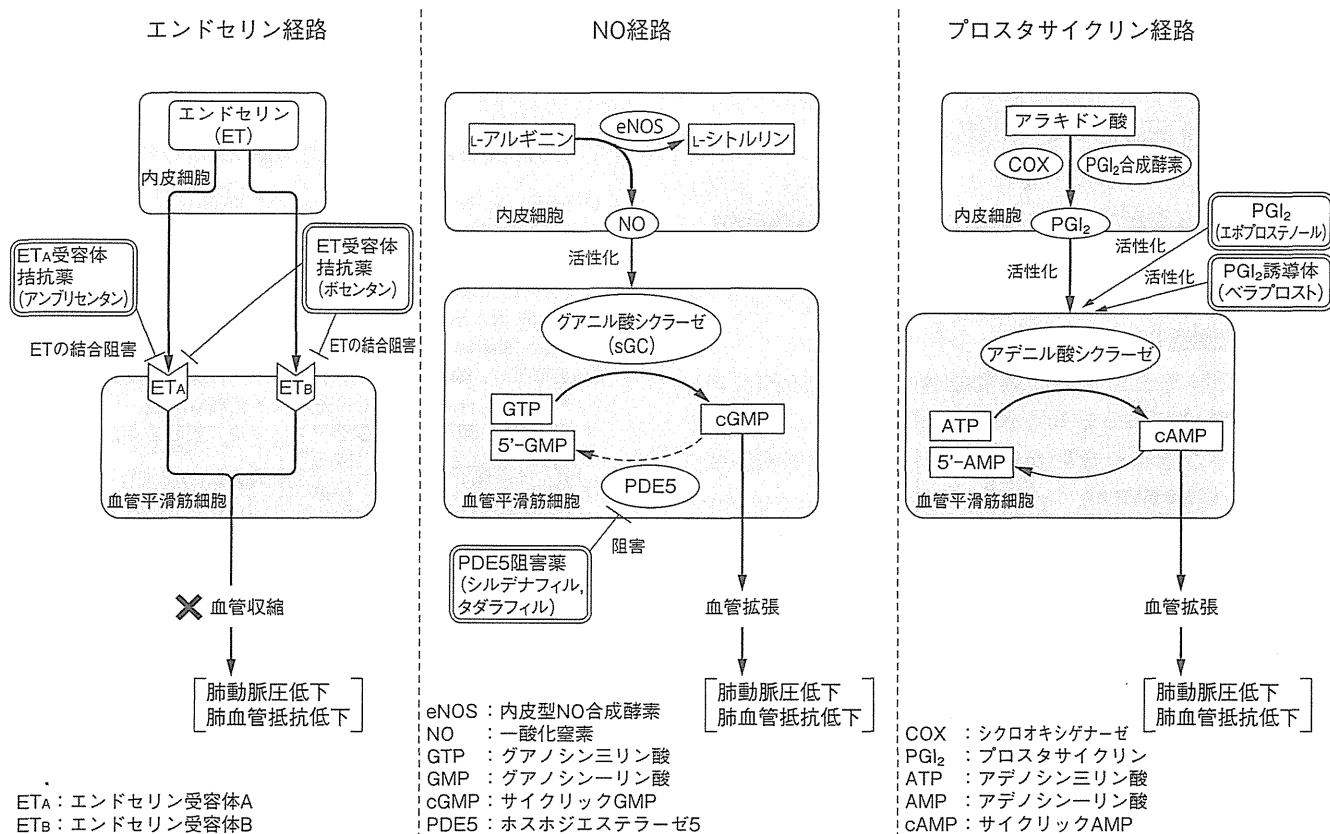 エンドセリン経路
エンドセリン
(ET)
内皮細胞
ETA受容体
拮抗薬
(アンブリセンタン)
ET受容体
拮抗薬
(ボセンタン)
ETの結合阻害
ETの結合阻害
ETA
ETB
血管平滑筋細胞
血管収縮
肺動脈圧低下
肺血管抵抗低下
ETA：エンドセリン受容体A
ETB：エンドセリン受容体B
NO経路
L-アルギニン
eNOS
L-シトルリン
内皮細胞
NO
活性化
グアニル酸シクラーゼ
(sGC)
GTP
cGMP
5'-GMP
PDE5
血管平滑筋細胞
阻害
PDE5阻害薬
(シルデナフィル,
タダラフィル)
血管拡張
肺動脈圧低下
肺血管抵抗低下
eNOS：内皮型NO合成酵素
NO：一酸化窒素
GTP：グアノシン三リン酸
GMP：グアノシン一リン酸
cGMP：サイクリックGMP
PDE5：ホスホジエステラーゼ5
プロスタサイクリン経路
アラキドン酸
COX
PGI₂合成酵素
内皮細胞
PGI₂
PGI₂
(エポプロステノール)
活性化
活性化
活性化
PGI₂誘導体
(ベラプロスト)
アデニル酸シクラーゼ
ATP
cAMP
5'-AMP
血管平滑筋細胞
血管拡張
肺動脈圧低下
肺血管抵抗低下
COX：シクロオキシゲナーゼ
PGI₂：プロスタサイクリン
ATP：アデノシン三リン酸
AMP：アデノシン一リン酸
cAMP：サイクリックAMP